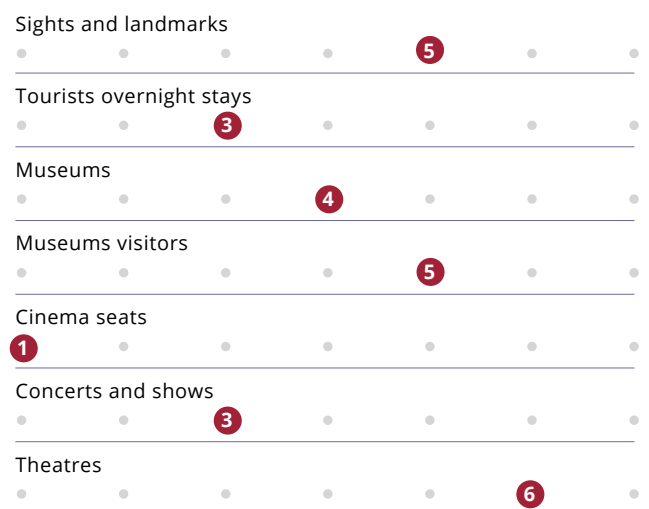 Sights and landmarks
5
Tourists overnight stays
3
Museums
4
Museums visitors
5
Cinema seats
1
Concerts and shows
3
Theatres
6